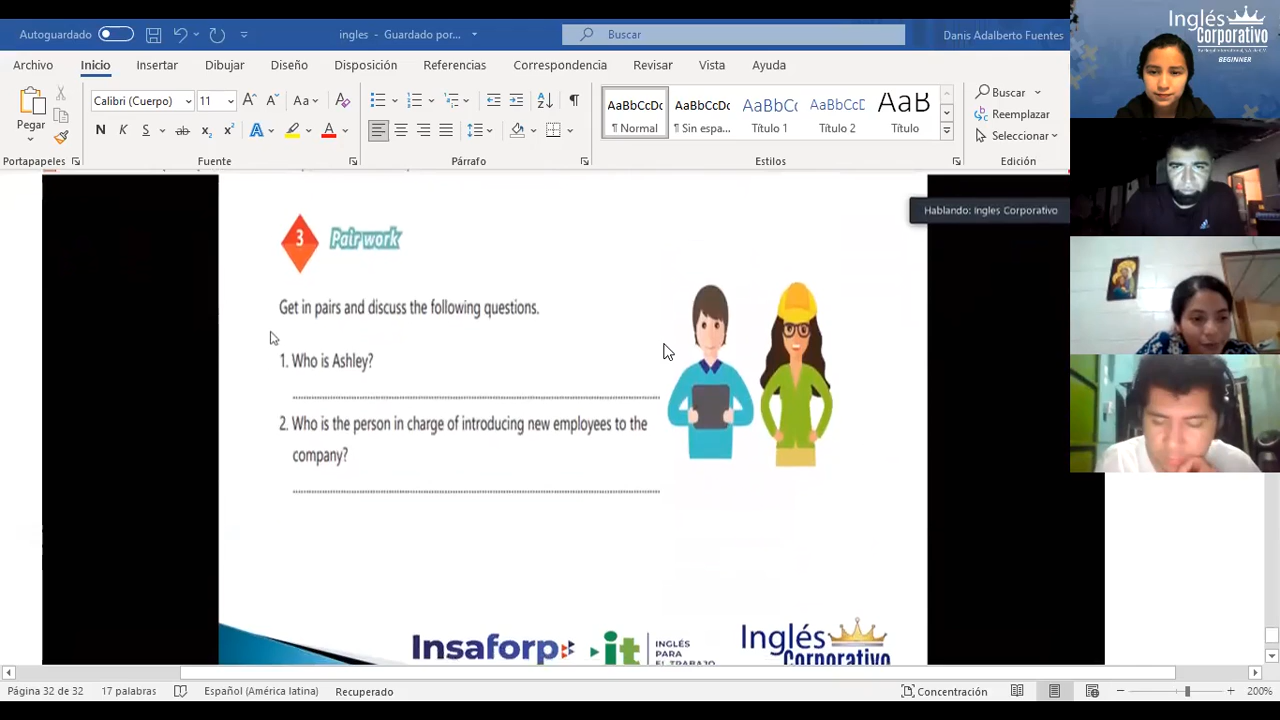 Autoguardado
ingles - Guardado por...
Buscar
Danis Adalberto Fuentes
Archivo Inicio Insertar Dibujar Diseño Disposición Referencias Correspondencia Revisar Vista Ayuda
Pegar
Portapapeles
Calibri (Cuerpo) 11
Aa
N K S ab x₂ x²
A A
Fuente
Párrafo
AaBbCcDc AaBbCcDc AaBbCc AaBbCcD AaB
¶ Normal ¶ Sin espa... Título 1 Título 2 Título
Estilos
Buscar
Reemplazar
Seleccionar
Edición
Inglés
Corporativo
BEGINNER
Hablando: Ingles Corporativo
3 Pair work
Get in pairs and discuss the following questions.
1. Who is Ashley?
2. Who is the person in charge of introducing new employees to the
company?
Insaforp
it
INGLÉS
PARA
EL TRABAJO
Inglés
Corporativo
Página 32 de 32 17 palabras Español (América latina) Recuperado Concentración 200%